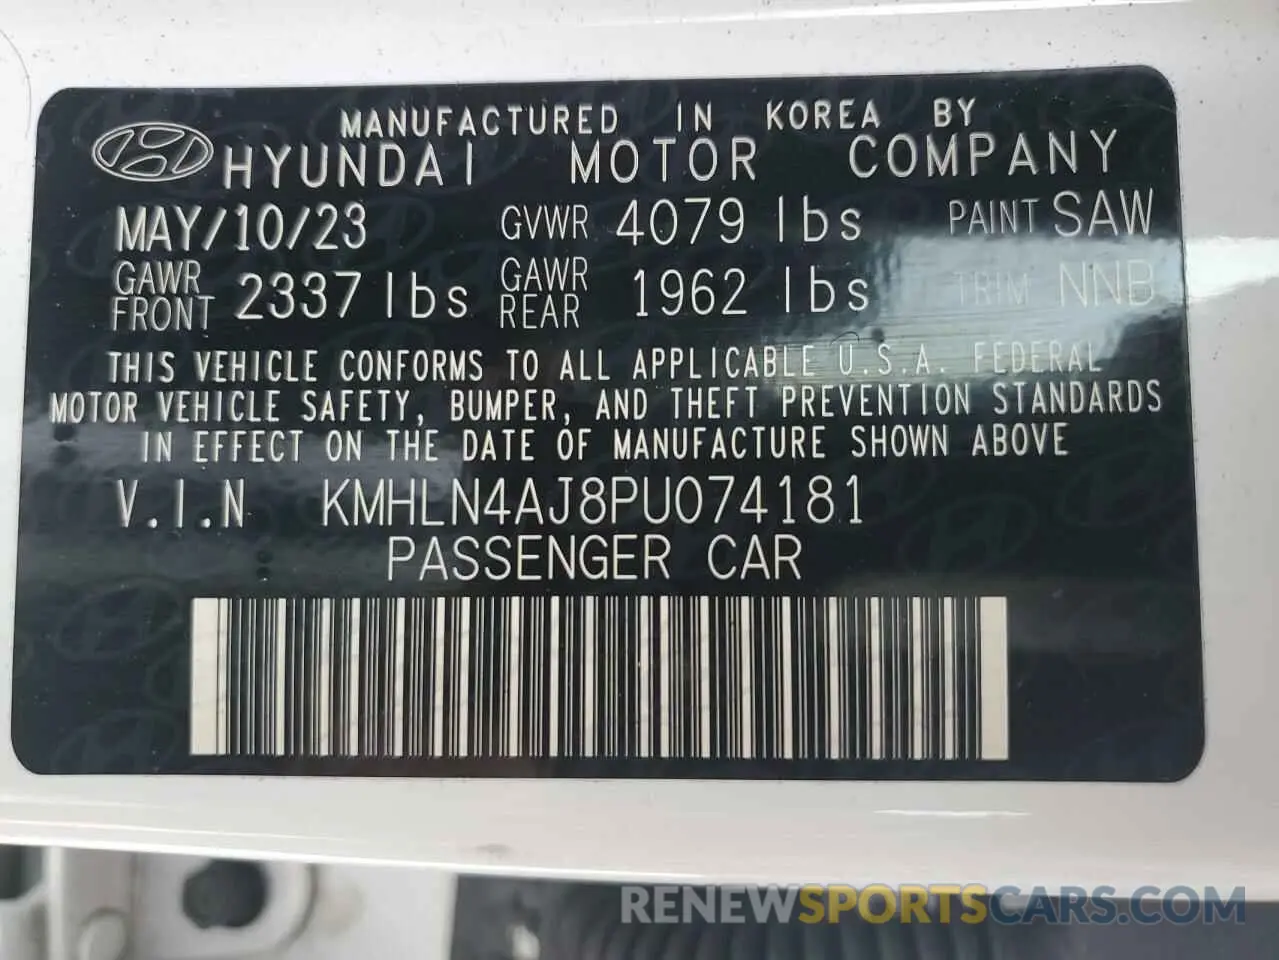 MANUFACTURED IN KOREA BY
HYUNDAI MOTOR COMPANY
MAY/10/23 GVWR 4079 lbs PAINT SAW
GAWR FRONT 2337 lbs GAWR REAR 1962 lbs TRIM NNB
THIS VEHICLE CONFORMS TO ALL APPLICABLE U.S.A. FEDERAL
MOTOR VEHICLE SAFETY, BUMPER, AND THEFT PREVENTION STANDARDS
IN EFFECT ON THE DATE OF MANUFACTURE SHOWN ABOVE
V.I.N KMHLN4AJ8PU074181
PASSENGER CAR
RENEWSPORTSCARS.COM